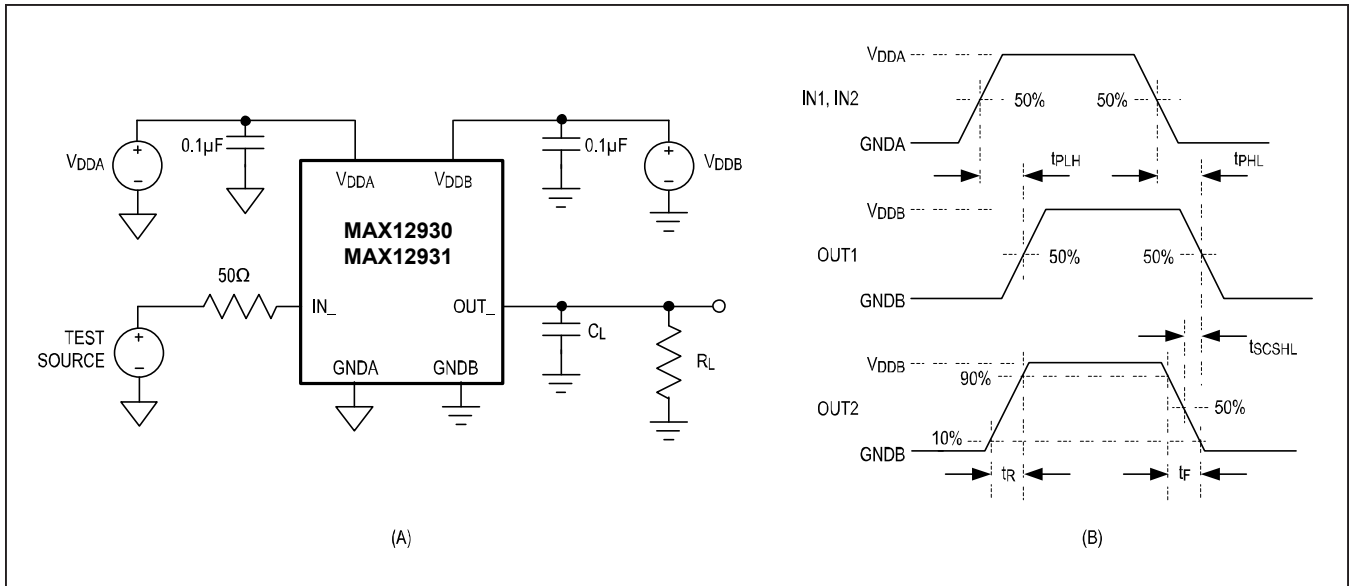 VDDA
+
−
0.1µF
0.1µF
+
−
VDDB
VDDA VDDB
MAX12930
MAX12931
50Ω
IN_
OUT_
TEST
SOURCE
+
−
CL
RL
GNDA GNDB
(A)
VDDA
IN1, IN2
50% 50%
GNDA
tPLH tPHL
VDDB
OUT1
50% 50%
GNDB
tSCSHL
VDDB
90%
OUT2
50%
10%
GNDB
tR tF
(B)